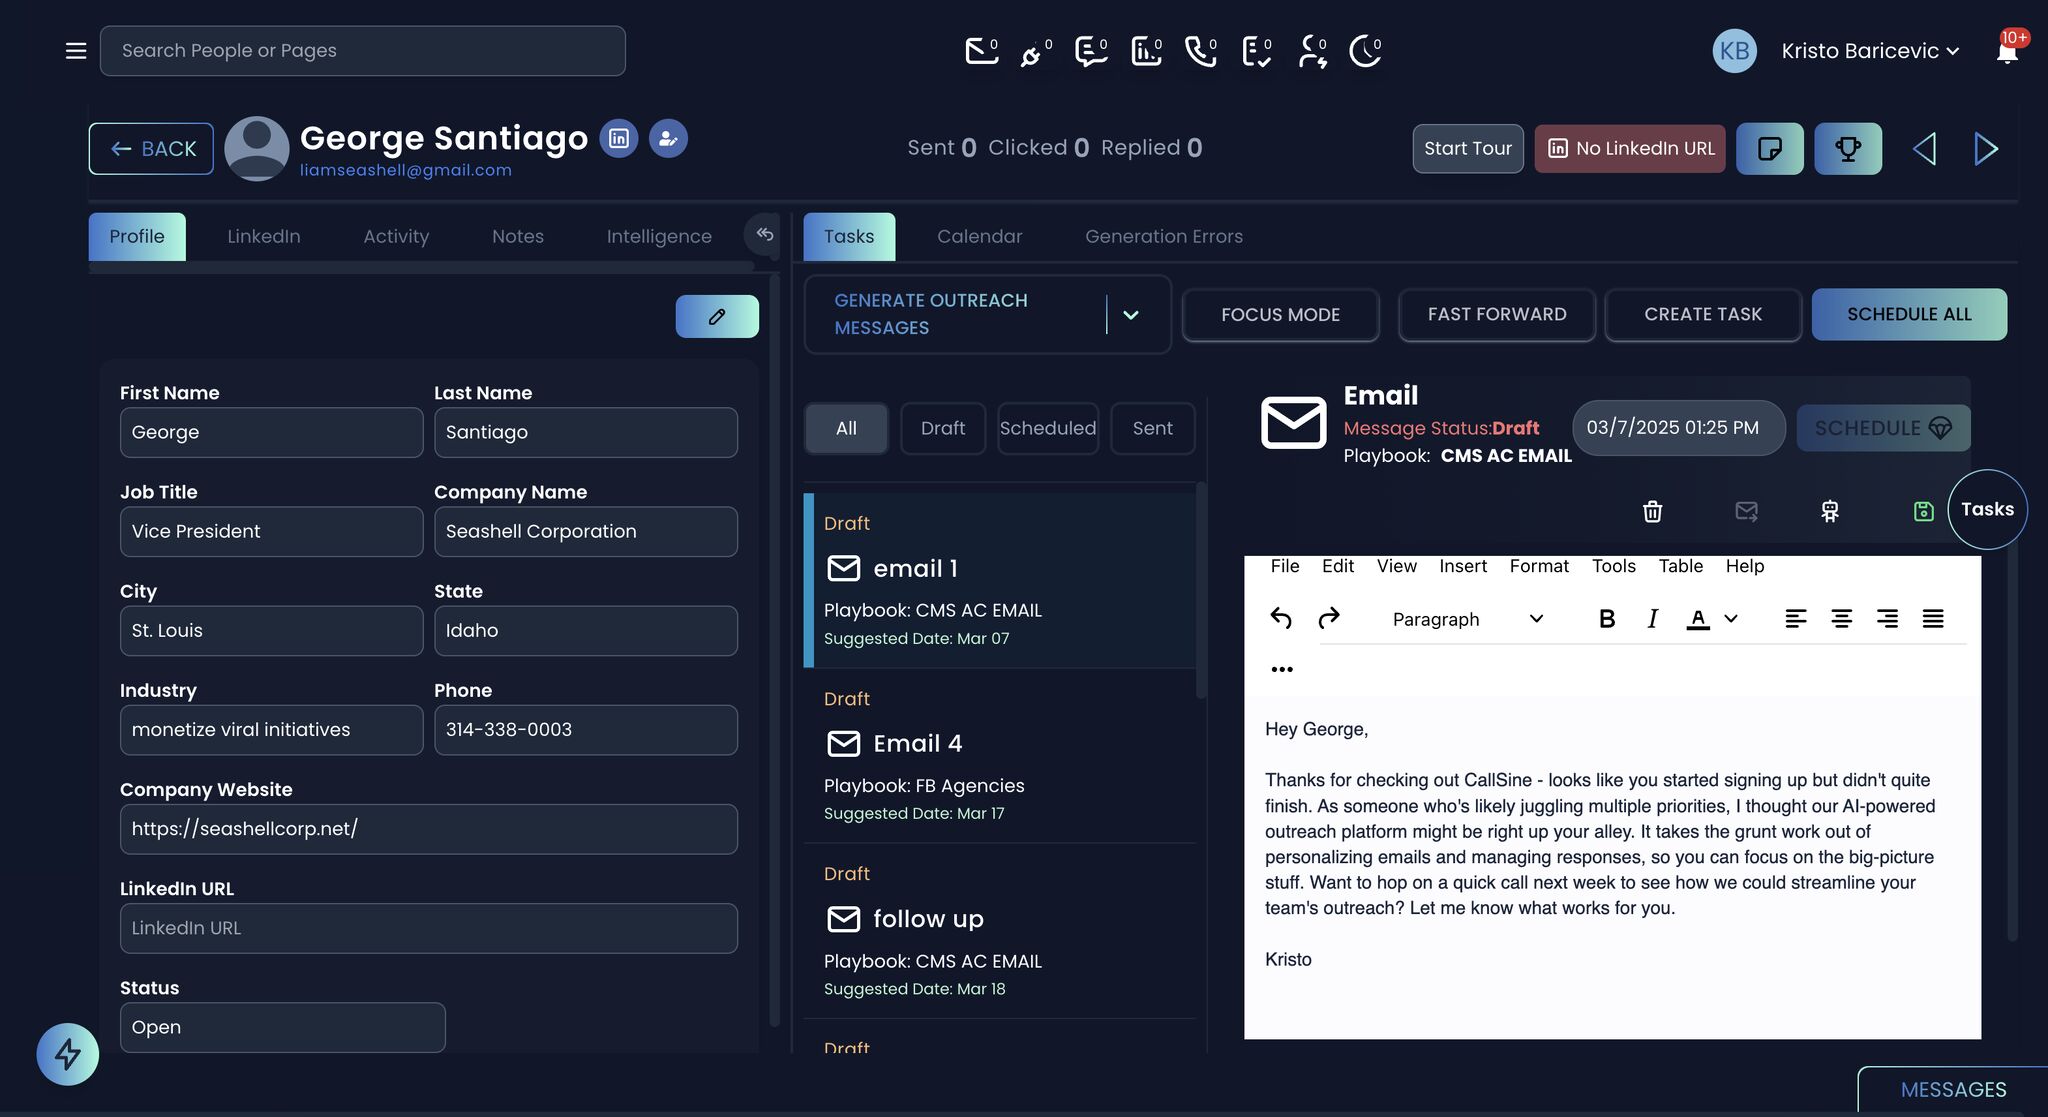 Search People or Pages
0
0
0
0
0
0
0
0
KB
Kristo Baricevic
10+
BACK
George Santiago
liamseashell@gmail.com
Sent 0 Clicked 0 Replied 0
Start Tour
No LinkedIn URL
Profile
LinkedIn
Activity
Notes
Intelligence
First Name
Last Name
George
Santiago
Job Title
Company Name
Vice President
Seashell Corporation
City
State
St. Louis
Idaho
Industry
Phone
monetize viral initiatives
314-338-0003
Company Website
https://seashellcorp.net/
LinkedIn URL
LinkedIn URL
Status
Open
Tasks
Calendar
Generation Errors
GENERATE OUTREACH
MESSAGES
FOCUS MODE
FAST FORWARD
CREATE TASK
SCHEDULE ALL
All
Draft
Scheduled
Sent
Draft
email 1
Playbook: CMS AC EMAIL
Suggested Date: Mar 07
Draft
Email 4
Playbook: FB Agencies
Suggested Date: Mar 17
Draft
follow up
Playbook: CMS AC EMAIL
Suggested Date: Mar 18
Draft
Email
Message Status:Draft
Playbook: CMS AC EMAIL
03/7/2025 01:25 PM
SCHEDULE
Tasks
File Edit View Insert Format Tools Table Help
Paragraph
B I A
Hey George,
Thanks for checking out CallSine - looks like you started signing up but didn't quite
finish. As someone who's likely juggling multiple priorities, I thought our AI-powered
outreach platform might be right up your alley. It takes the grunt work out of
personalizing emails and managing responses, so you can focus on the big-picture
stuff. Want to hop on a quick call next week to see how we could streamline your
team's outreach? Let me know what works for you.
Kristo
MESSAGES